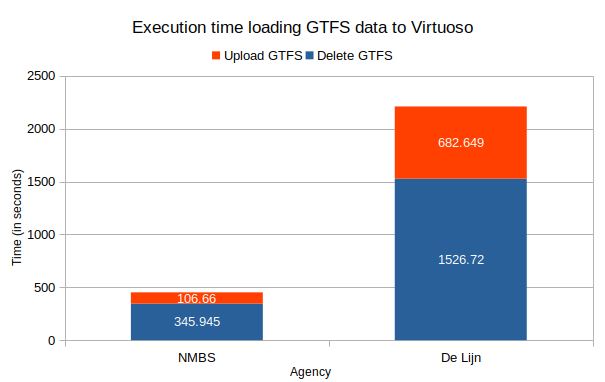 Execution time loading GTFS data to Virtuoso
Upload GTFS Delete GTFS
2500
2000
1500
1000
500
0
Time (in seconds)
682.649
1526.72
106.66
345.945
NMBS De Lijn
Agency